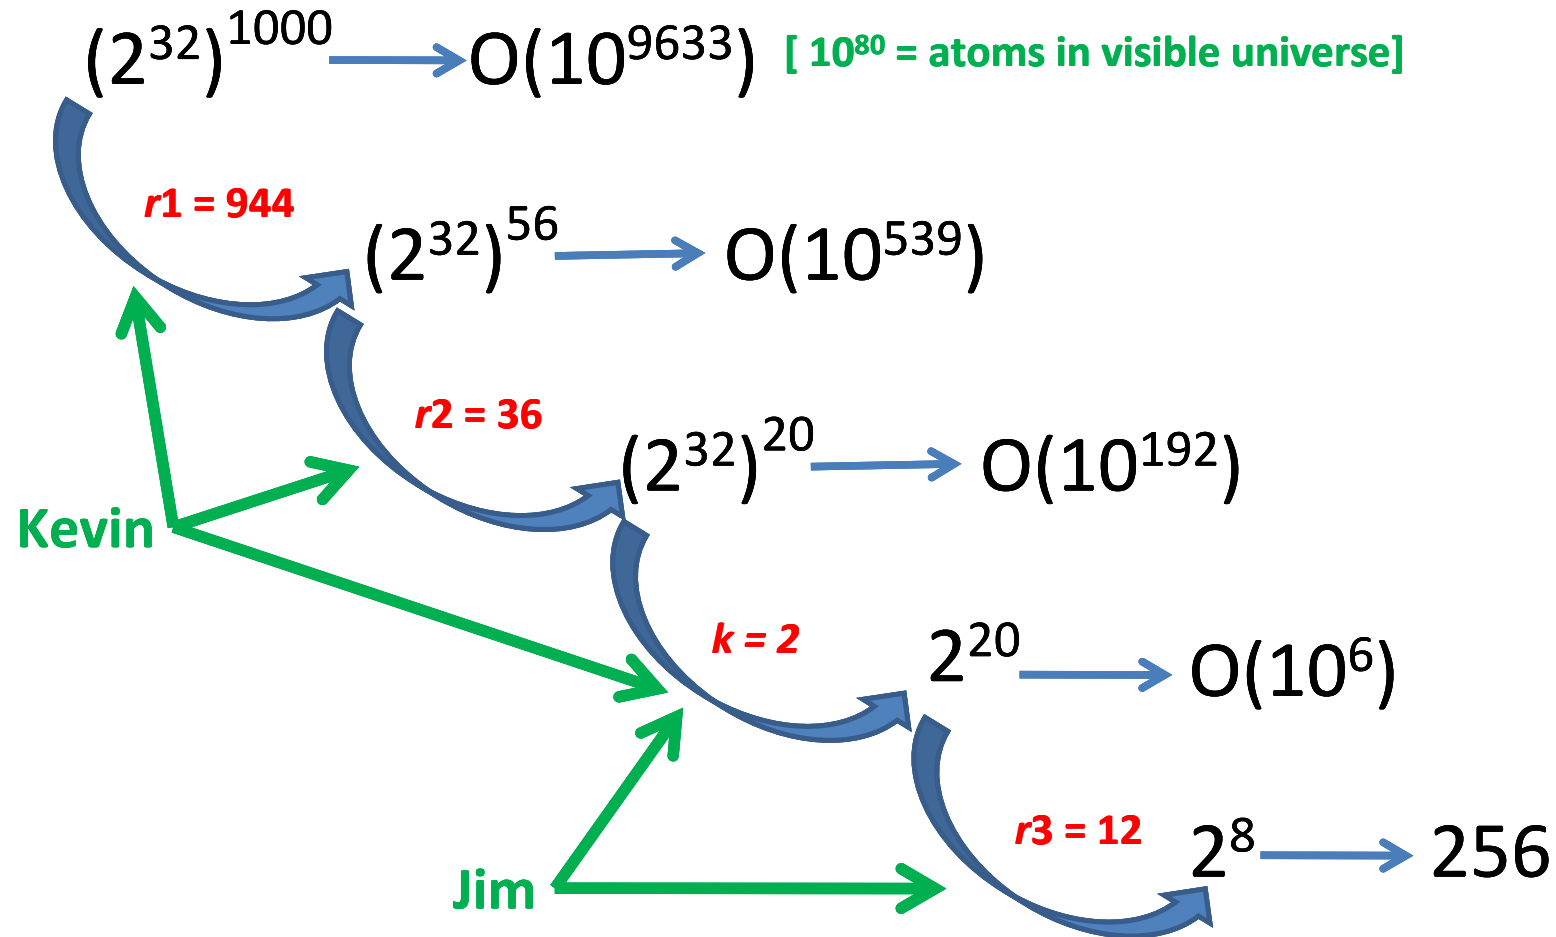 (2³²)¹⁰⁰⁰ → O(10⁹⁶³³) [ 10⁸⁰ = atoms in visible universe]
r1 = 944
(2³²)⁵⁶ → O(10⁵³⁹)
r2 = 36
(2³²)²⁰ → O(10¹⁹²)
Kevin
k = 2
2²⁰ → O(10⁶)
r3 = 12
2⁸ → 256
Jim